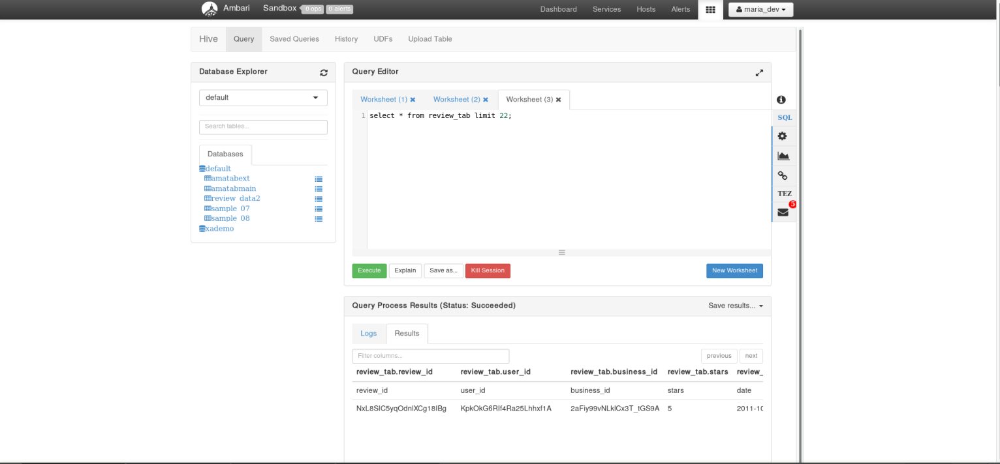 Ambari Sandbox 0 ops 0 alerts Dashboard Services Hosts Alerts maria_dev
Hive Query Saved Queries History UDFs Upload Table
Database Explorer
default
Search tables...
Databases
default
amatabext
amatabmain
review_data2
sample_07
sample_08
xademo
Query Editor
Worksheet (1) Worksheet (2) Worksheet (3)
1 select * from review_tab limit 22;
SQL
TEZ
5
Execute Explain Save as... Kill Session New Worksheet
Query Process Results (Status: Succeeded) Save results...
Logs Results
Filter columns... previous next
review_tab.review_id review_tab.user_id review_tab.business_id review_tab.stars review_
review_id user_id business_id stars date
NxL8SIC5yqOdnlXCg18IBg KpkOkG6RIf4Ra25Lhhxf1A 2aFiy99vNLklCx3T_tGS9A 5 2011-10